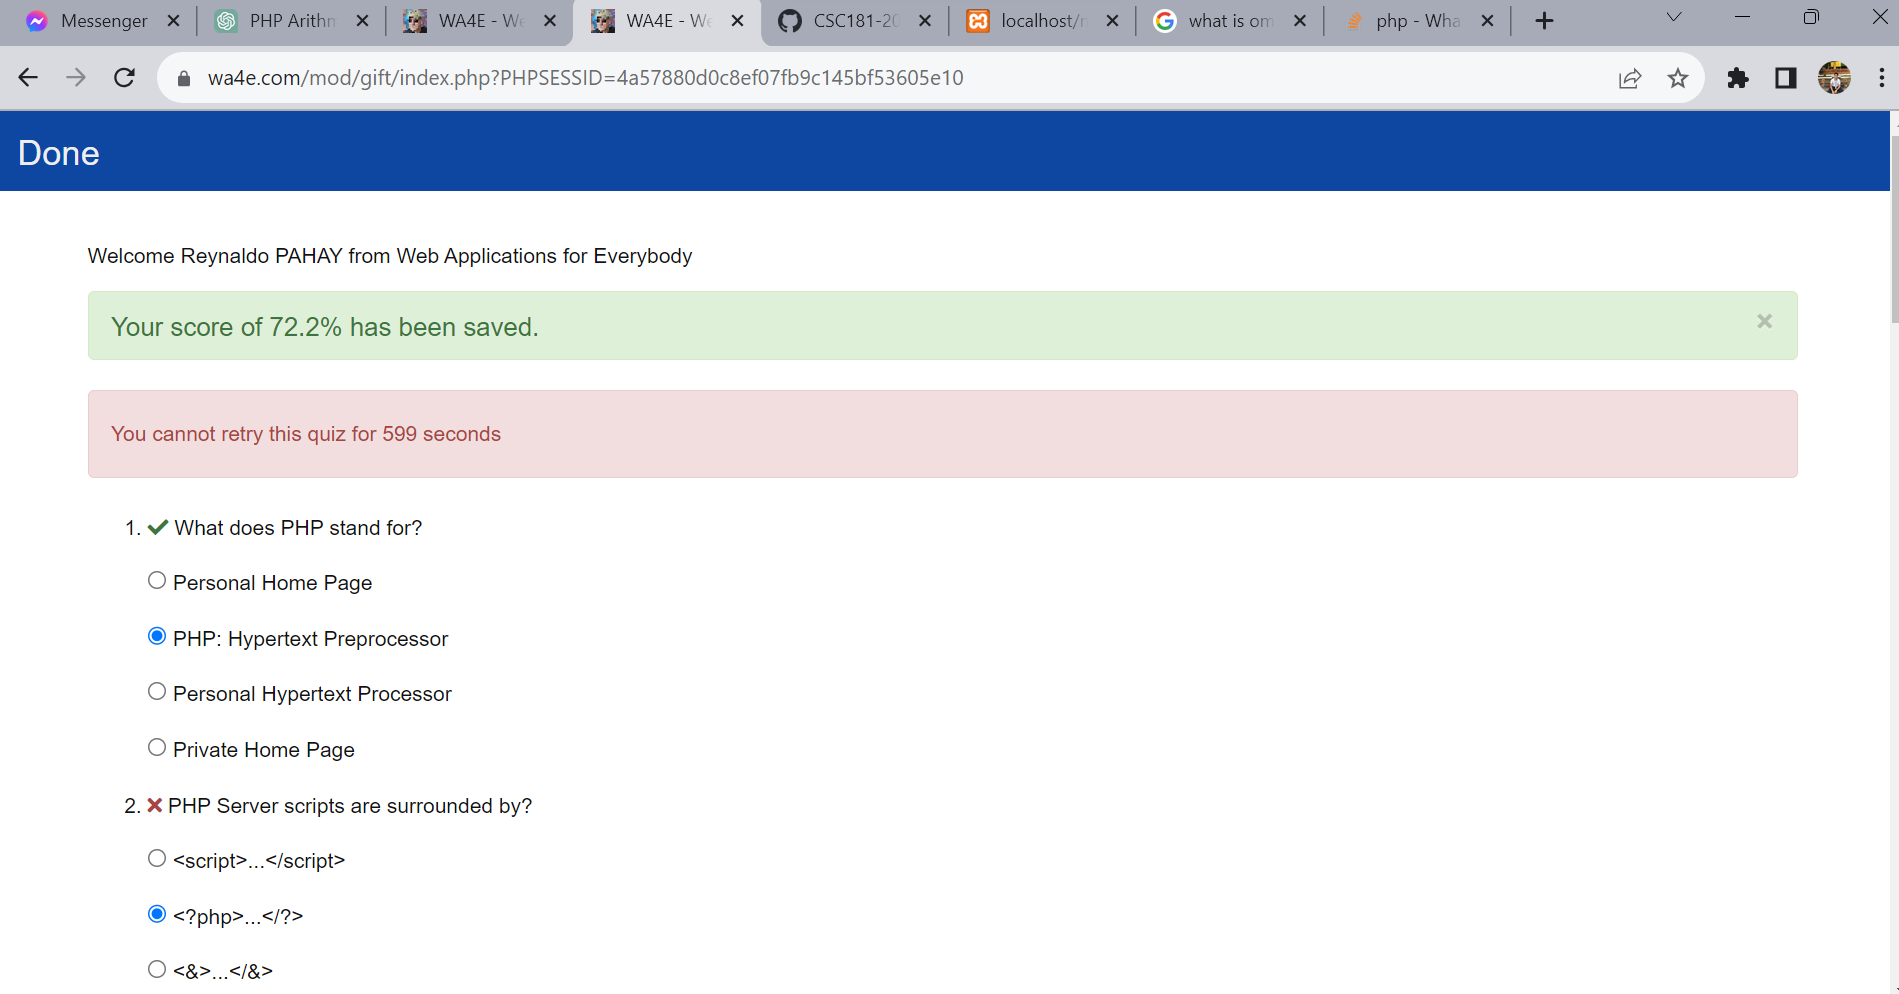 Messenger
PHP Arithn
WA4E - We
WA4E - We
CSC181-20
localhost/n
what is om
php - Wha
wa4e.com/mod/gift/index.php?PHPSESSID=4a57880d0c8ef07fb9c145bf53605e10
Done
Welcome Reynaldo PAHAY from Web Applications for Everybody
Your score of 72.2% has been saved.
You cannot retry this quiz for 599 seconds
1. What does PHP stand for?
Personal Home Page
PHP: Hypertext Preprocessor
Personal Hypertext Processor
Private Home Page
2. PHP Server scripts are surrounded by?
<script>...</script>
<?php>...</?>
<&>...</&>